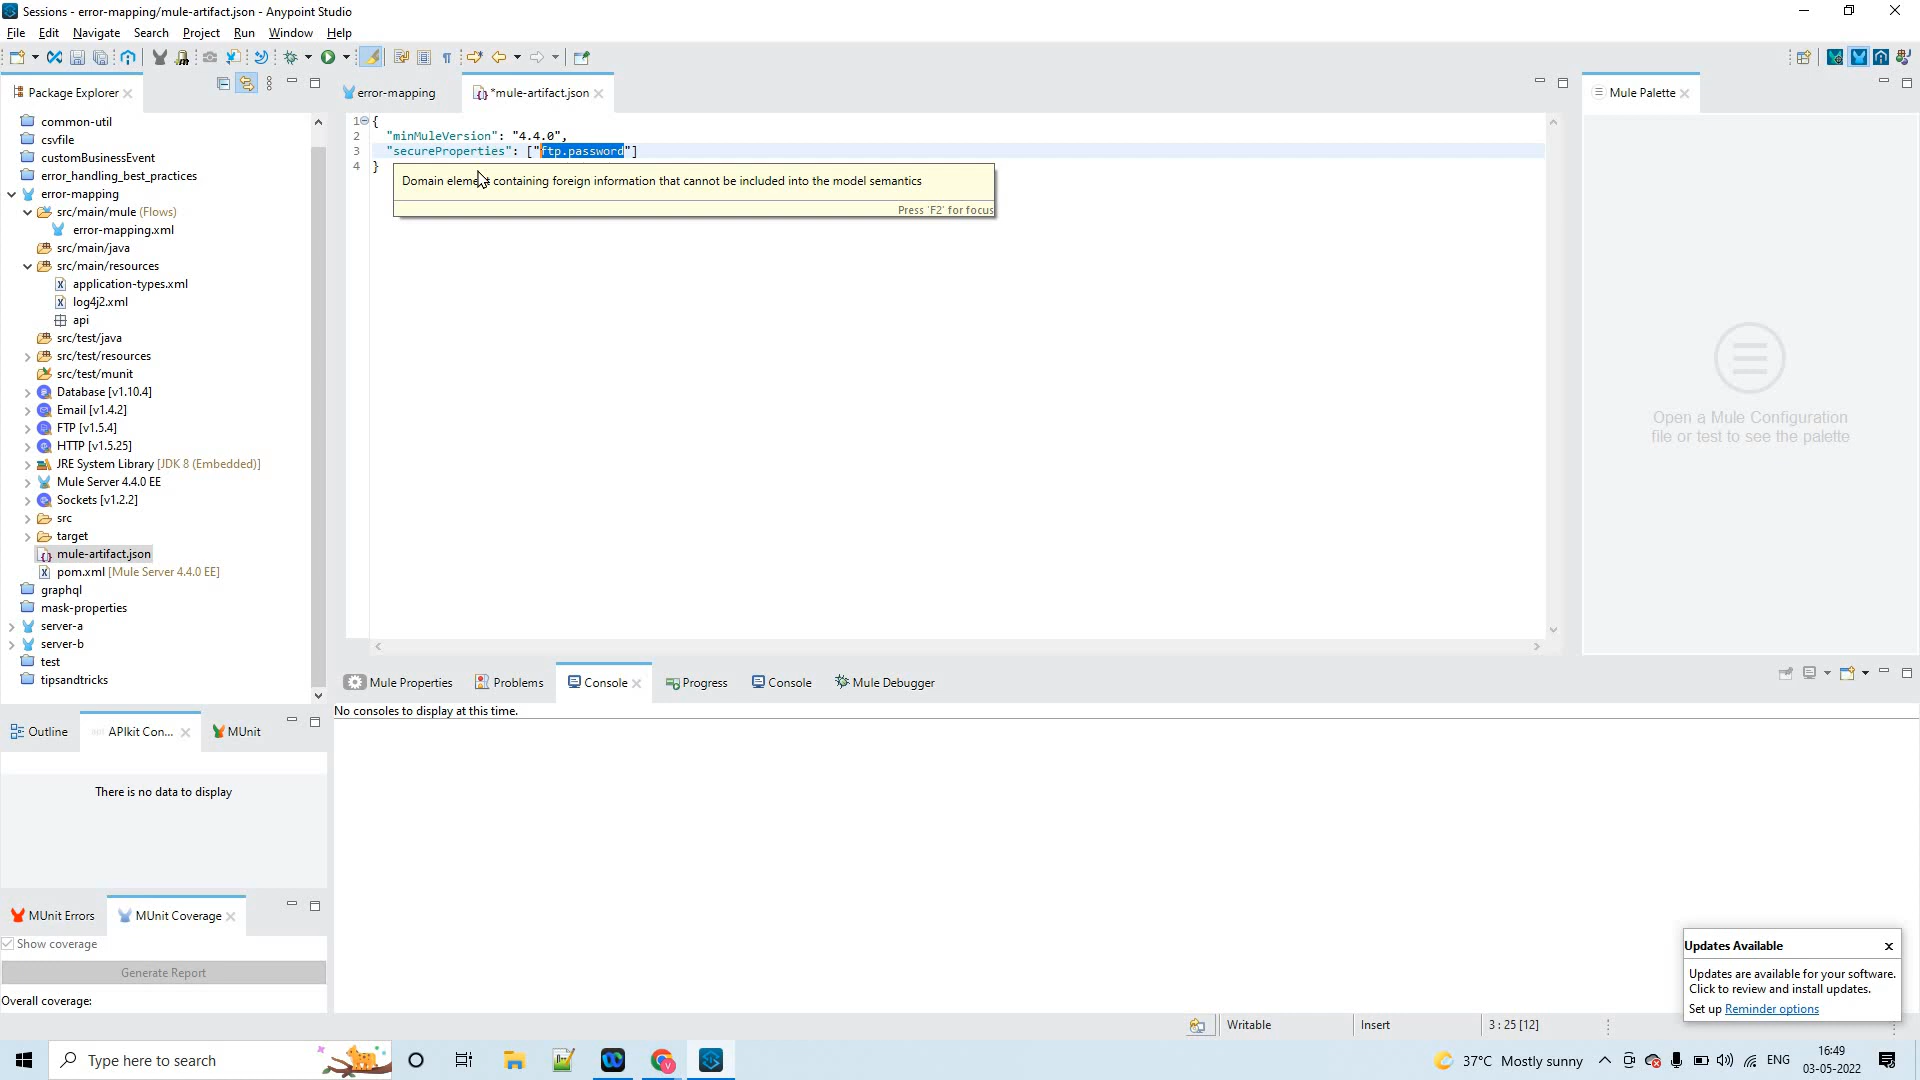 Sessions - error-mapping/mule-artifact.json - Anypoint Studio
File Edit Navigate Search Project Run Window Help
Package Explorer
common-util
csvfile
customBusinessEvent
error_handling_best_practices
error-mapping
src/main/mule (Flows)
error-mapping.xml
src/main/java
src/main/resources
application-types.xml
log4j2.xml
api
src/test/java
src/test/resources
src/test/munit
Database [v1.10.4]
Email [v1.4.2]
FTP [v1.5.4]
HTTP [v1.5.25]
JRE System Library [JDK 8 (Embedded)]
Mule Server 4.4.0 EE
Sockets [v1.2.2]
src
target
mule-artifact.json
pom.xml [Mule Server 4.4.0 EE]
graphql
mask-properties
server-a
server-b
test
tipsandtricks
error-mapping
*mule-artifact.json
1 {
2 "minMuleVersion": "4.4.0",
3 "secureProperties": ["ftp.password"]
4 }
Domain element containing foreign information that cannot be included into the model semantics
Press 'F2' for focus
Mule Palette
Open a Mule Configuration
file or test to see the palette
Outline APIkit Con... MUnit
There is no data to display
MUnit Errors MUnit Coverage
Show coverage
Generate Report
Overall coverage:
Mule Properties Problems Console Progress Console Mule Debugger
No consoles to display at this time.
Updates Available
Updates are available for your software.
Click to review and install updates.
Set up Reminder options
Writable Insert 3 : 25 [12]
Type here to search
37°C Mostly sunny
ENG
16:49
03-05-2022